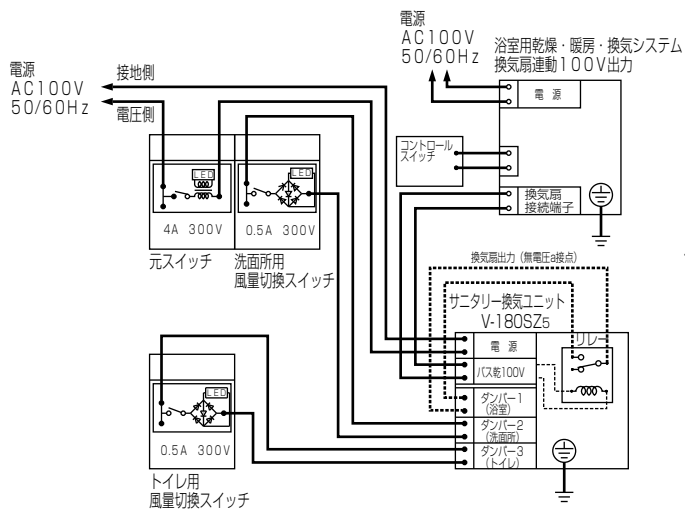 電源
AC100V
50/60Hz
浴室用乾燥・暖房・換気システム
換気扇連動100V出力
電源
AC100V
50/60Hz
接地側
電圧側
電 源
コントロール
スイッチ
換気扇
接続端子
LED
LED
4A 300V
0.5A 300V
元スイッチ
洗面所用
風量切換スイッチ
換気扇出力（無電圧a接点）
サニタリー換気ユニット
V-180SZ5
リレー
電 源
バス乾100V
ダンパー1
（浴室）
ダンパー2
（洗面所）
ダンパー3
（トイレ）
LED
0.5A 300V
トイレ用
風量切換スイッチ